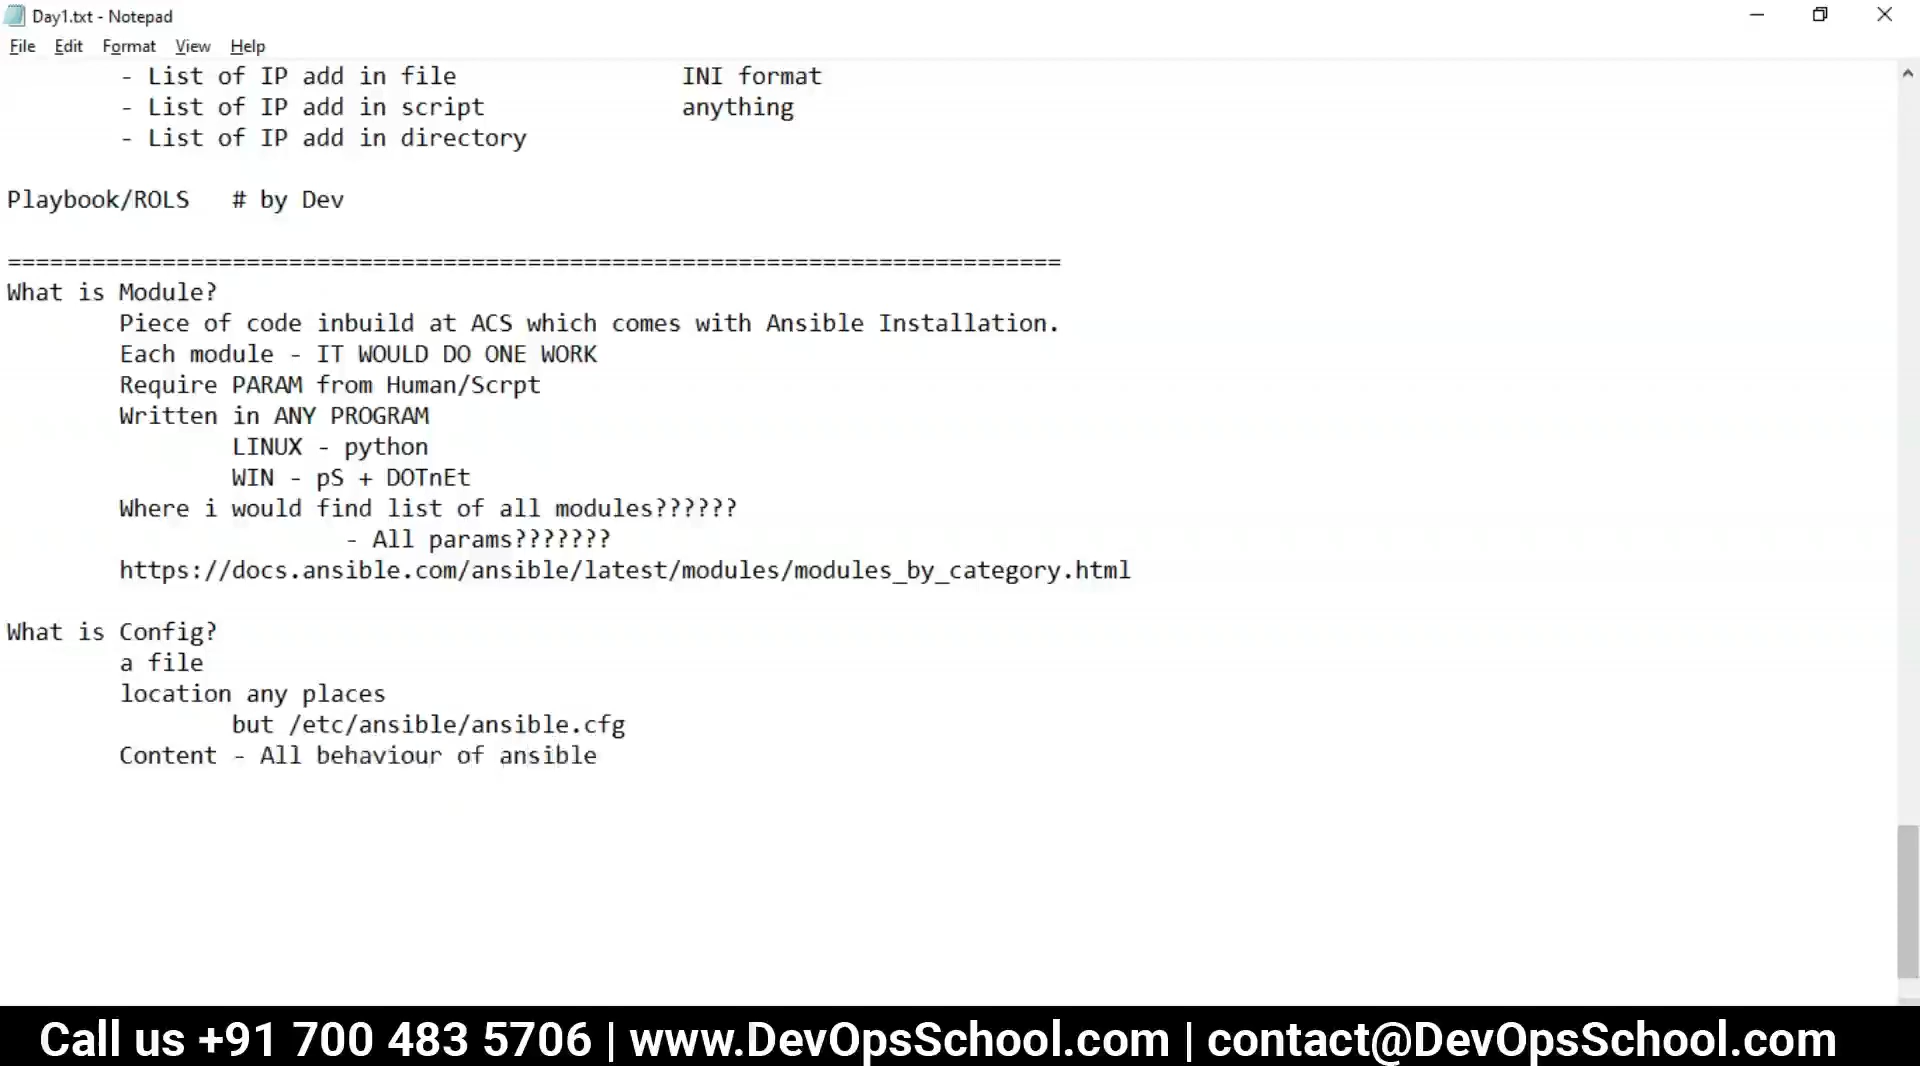 Day1.txt - Notepad
File Edit Format View Help
- List of IP add in file INI format
- List of IP add in script anything
- List of IP add in directory
Playbook/ROLS # by Dev
===========================================================================
What is Module?
Piece of code inbuild at ACS which comes with Ansible Installation.
Each module - IT WOULD DO ONE WORK
Require PARAM from Human/Scrpt
Written in ANY PROGRAM
LINUX - python
WIN - pS + DOTnEt
Where i would find list of all modules??????
- All params???????
https://docs.ansible.com/ansible/latest/modules/modules_by_category.html
What is Config?
a file
location any places
but /etc/ansible/ansible.cfg
Content - All behaviour of ansible
Call us +91 700 483 5706 | www.DevOpsSchool.com | contact@DevOpsSchool.com